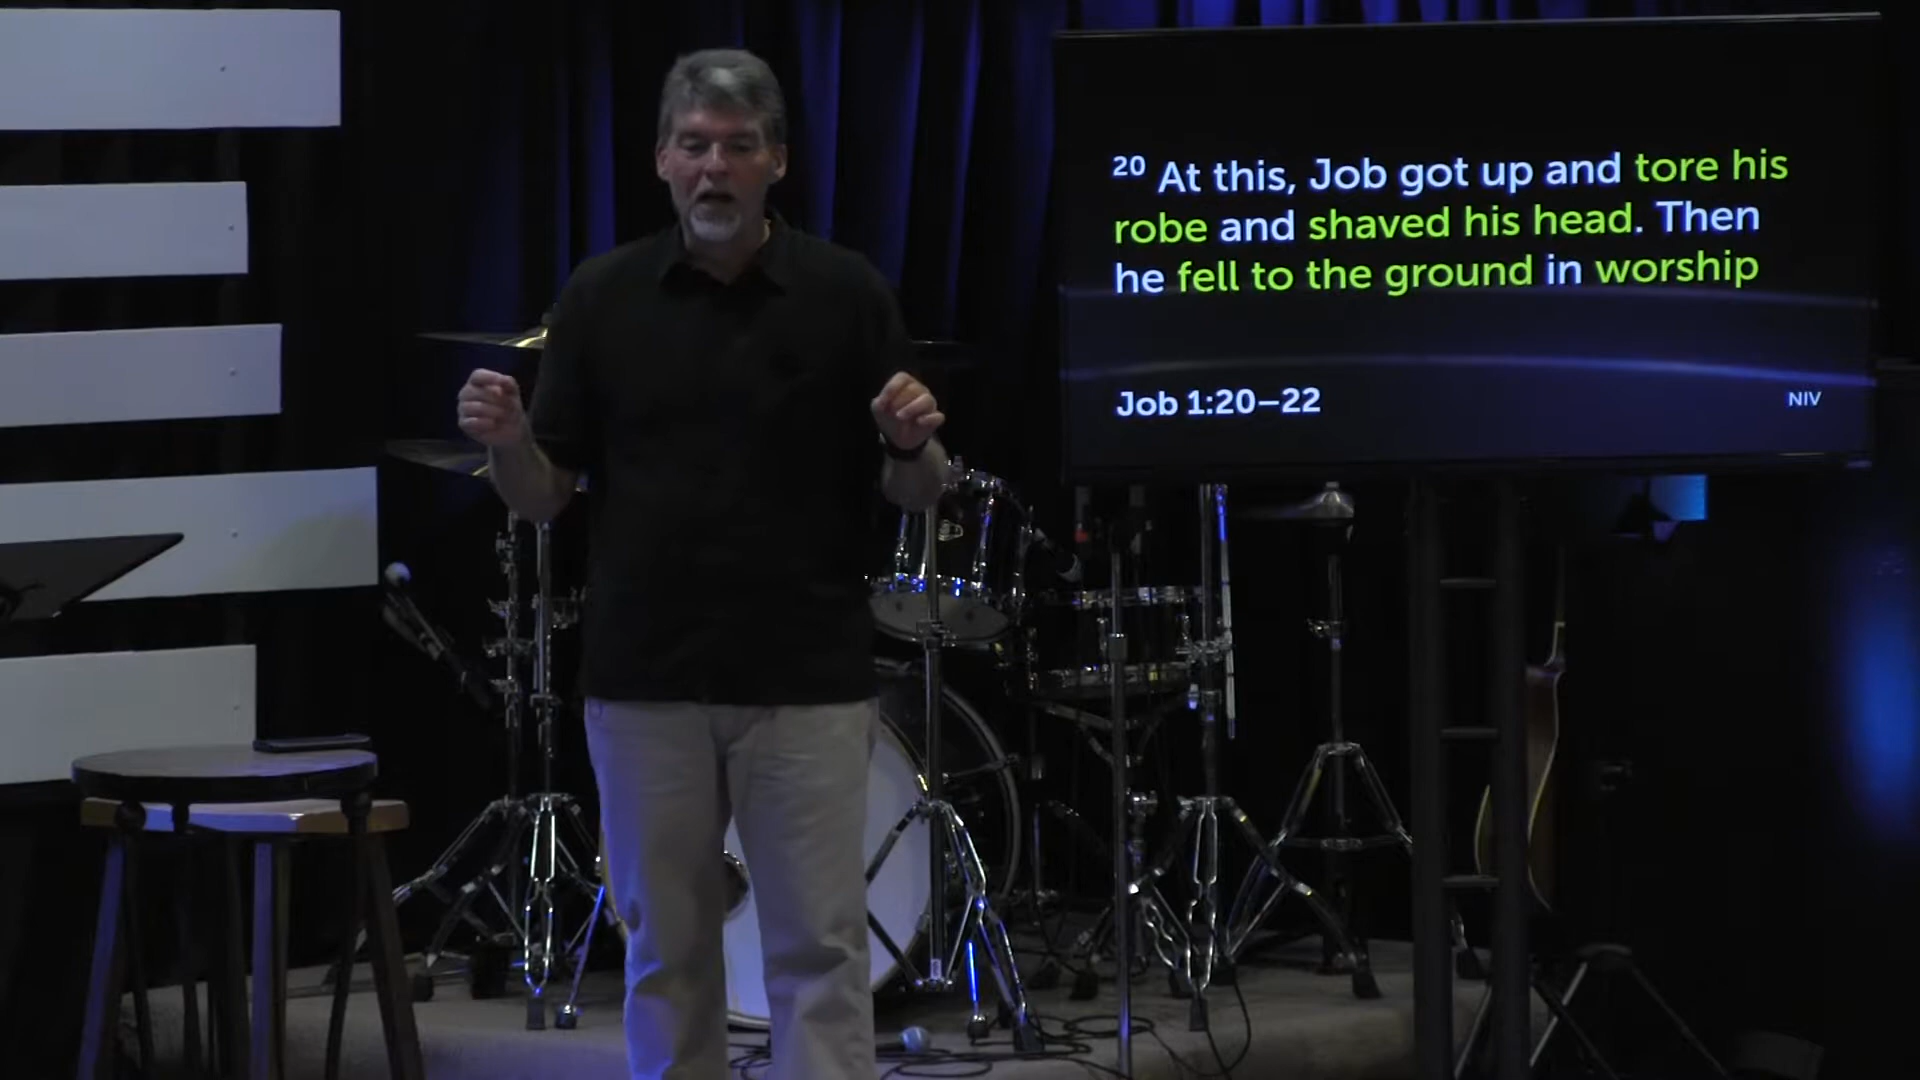 20 At this, Job got up and tore his
robe and shaved his head. Then
he fell to the ground in worship
Job 1:20–22
NIV